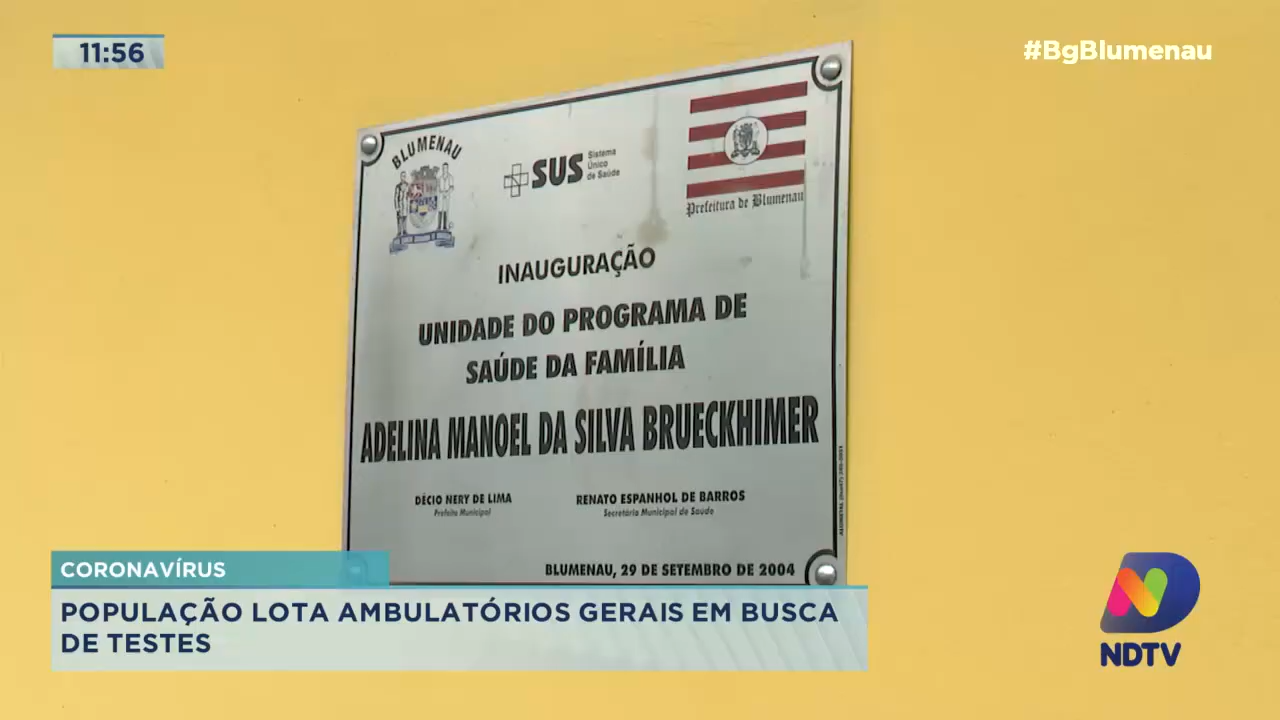 11:56
#BgBlumenau
BLUMENAU
SUS
Sistema
Único
de Saúde
Prefeitura de Blumenau
INAUGURAÇÃO
UNIDADE DO PROGRAMA DE
SAÚDE DA FAMÍLIA
ADELINA MANOEL DA SILVA BRUECKHIMER
DÉCIO NERY DE LIMA
Prefeito Municipal
RENATO ESPANHOL DE BARROS
Secretário Municipal de Saúde
BLUMENAU, 29 DE SETEMBRO DE 2004
CORONAVÍRUS
POPULAÇÃO LOTA AMBULATÓRIOS GERAIS EM BUSCA
DE TESTES
NDTV